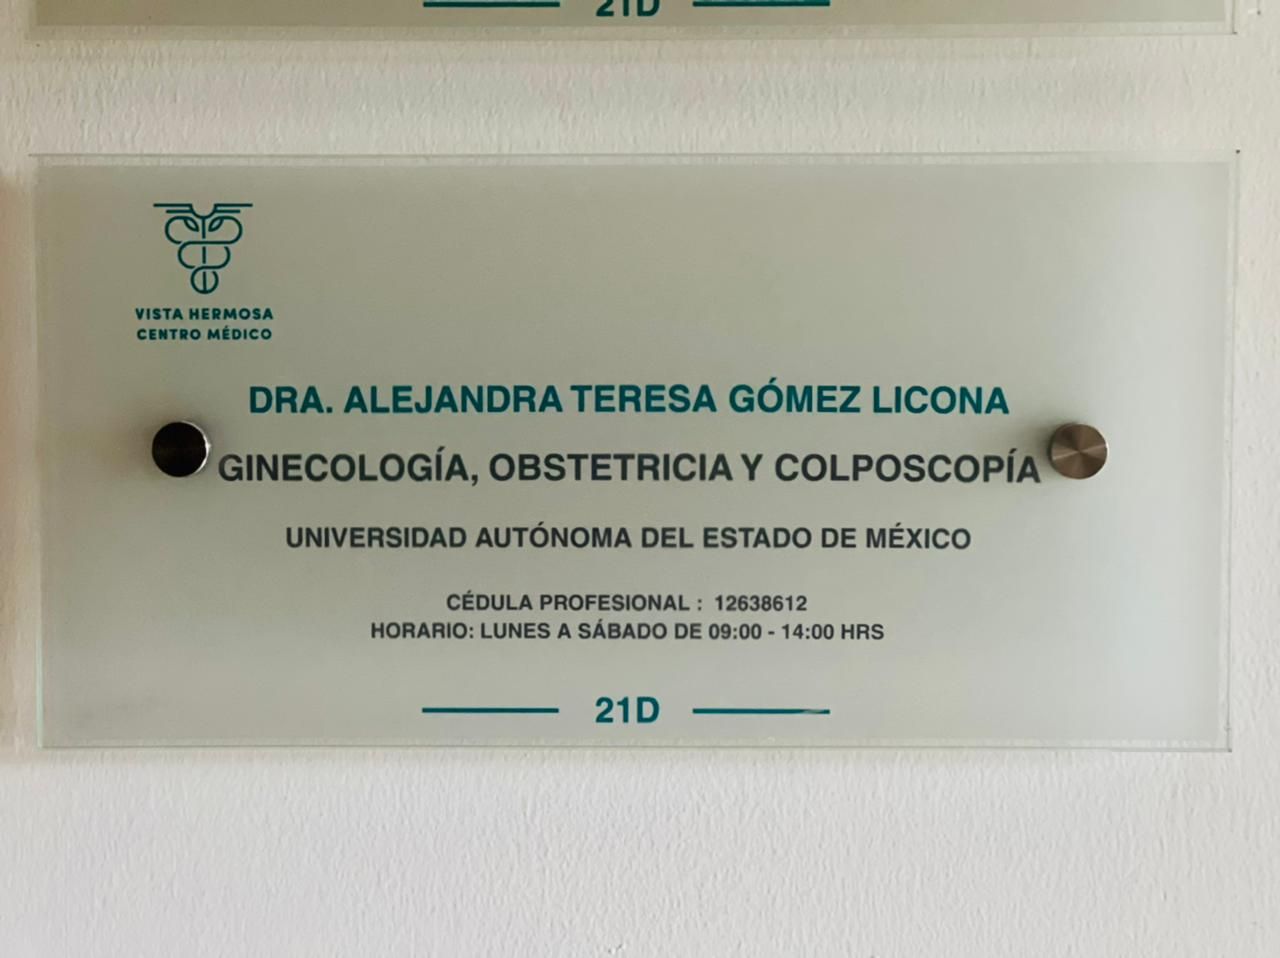 21D
VISTA HERMOSA
CENTRO MÉDICO
DRA. ALEJANDRA TERESA GÓMEZ LICONA
GINECOLOGÍA, OBSTETRICIA Y COLPOSCOPÍA
UNIVERSIDAD AUTÓNOMA DEL ESTADO DE MÉXICO
CÉDULA PROFESIONAL : 12638612
HORARIO: LUNES A SÁBADO DE 09:00 - 14:00 HRS
21D